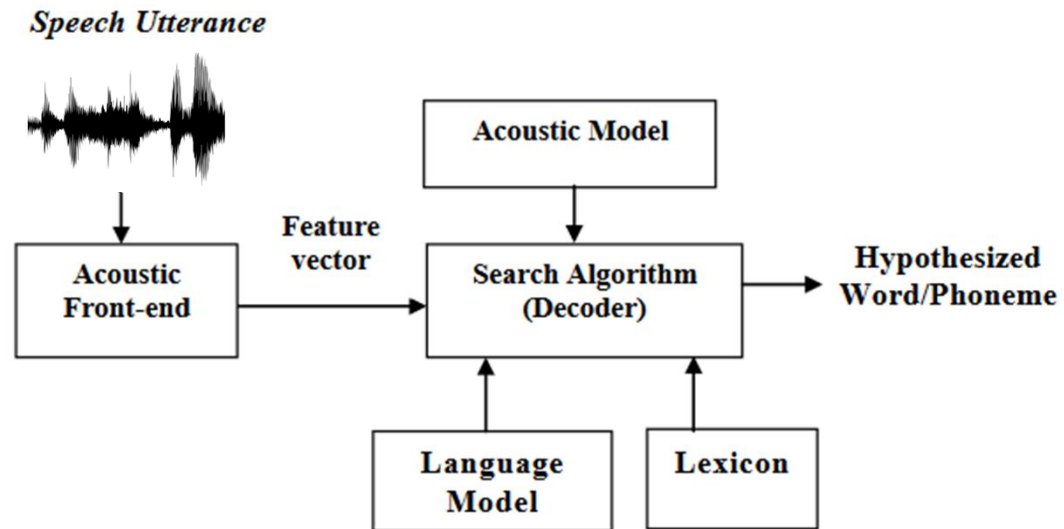 Speech Utterance
Acoustic Model
Feature
vector
Acoustic
Front-end
Search Algorithm
(Decoder)
Hypothesized
Word/Phoneme
Language
Model
Lexicon